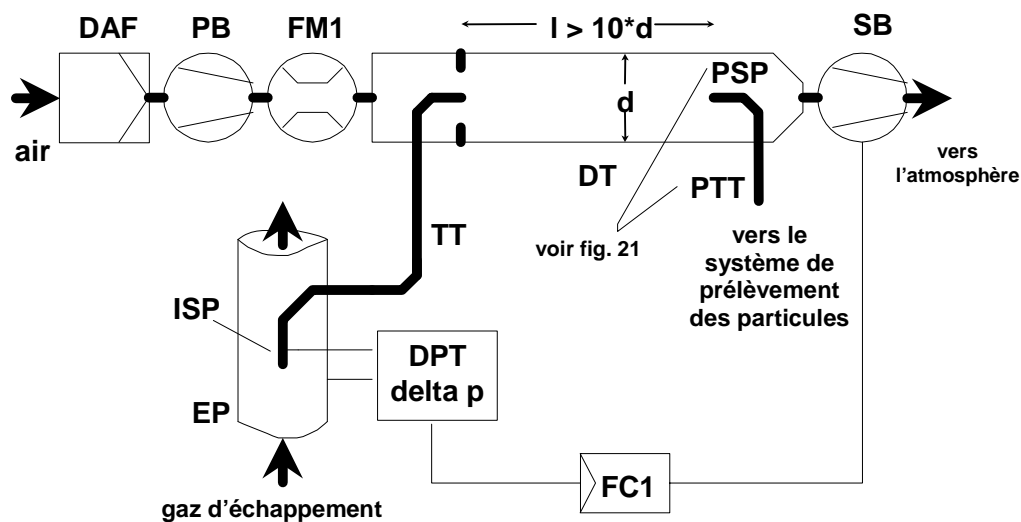 DAF
PB
FM1
l > 10*d
SB
air
d
PSP
DT
PTT
vers
l'atmosphère
TT
voir fig. 21
vers le
système de
prélèvement
des particules
ISP
DPT
delta p
EP
FC1
gaz d'échappement